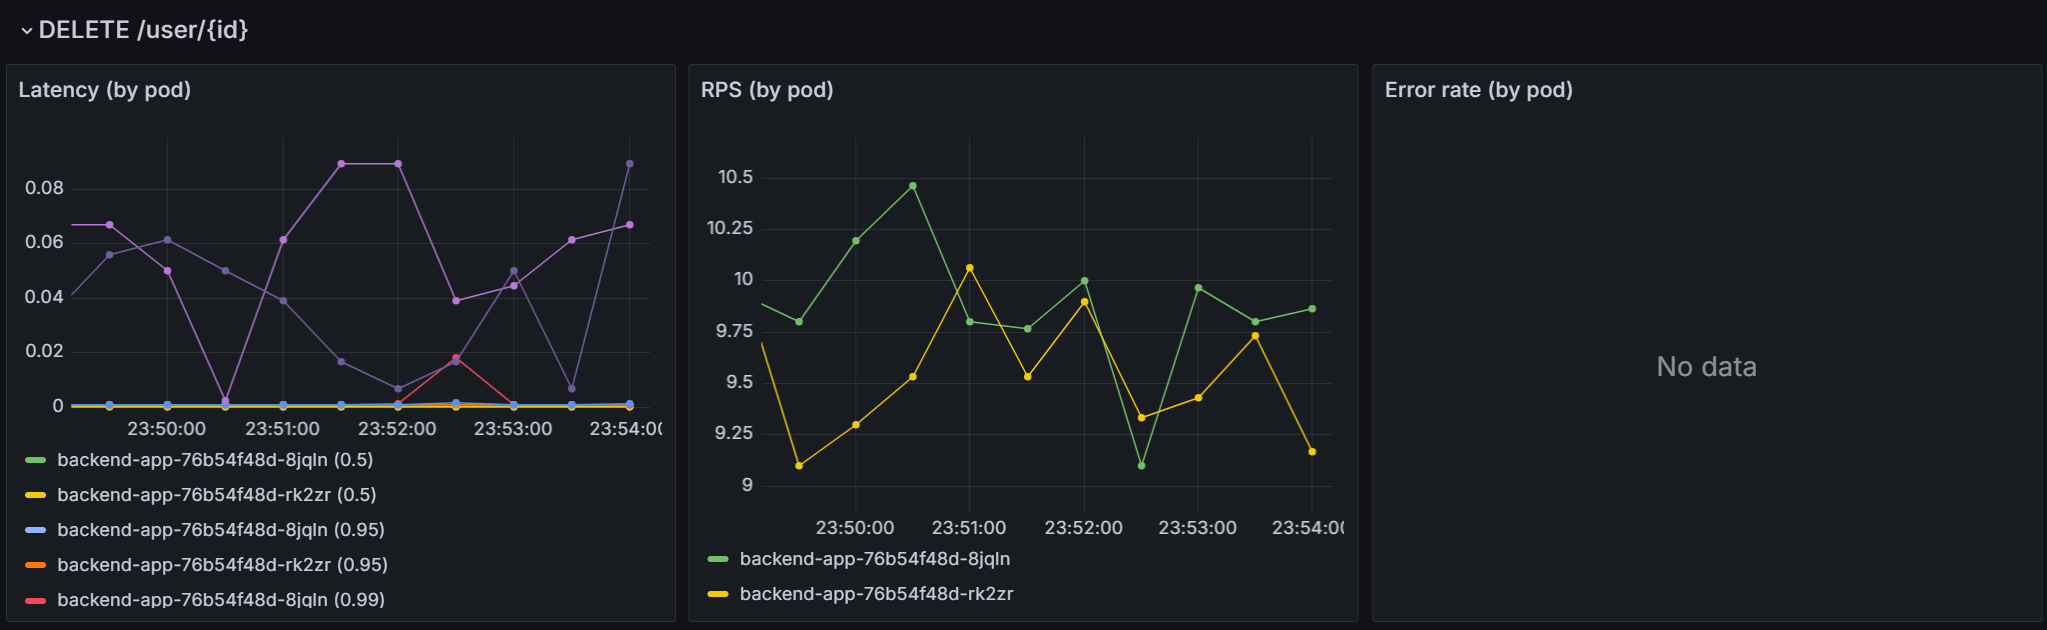 DELETE /user/{id}
Latency (by pod)
0.08
0.06
0.04
0.02
0
23:50:00 23:51:00 23:52:00 23:53:00 23:54:0
backend-app-76b54f48d-8jqln (0.5)
backend-app-76b54f48d-rk2zr (0.5)
backend-app-76b54f48d-8jqln (0.95)
backend-app-76b54f48d-rk2zr (0.95)
backend-app-76b54f48d-8jqln (0.99)
RPS (by pod)
10.5
10.25
10
9.75
9.5
9.25
9
23:50:00 23:51:00 23:52:00 23:53:00 23:54:0
backend-app-76b54f48d-8jqln
backend-app-76b54f48d-rk2zr
Error rate (by pod)
No data